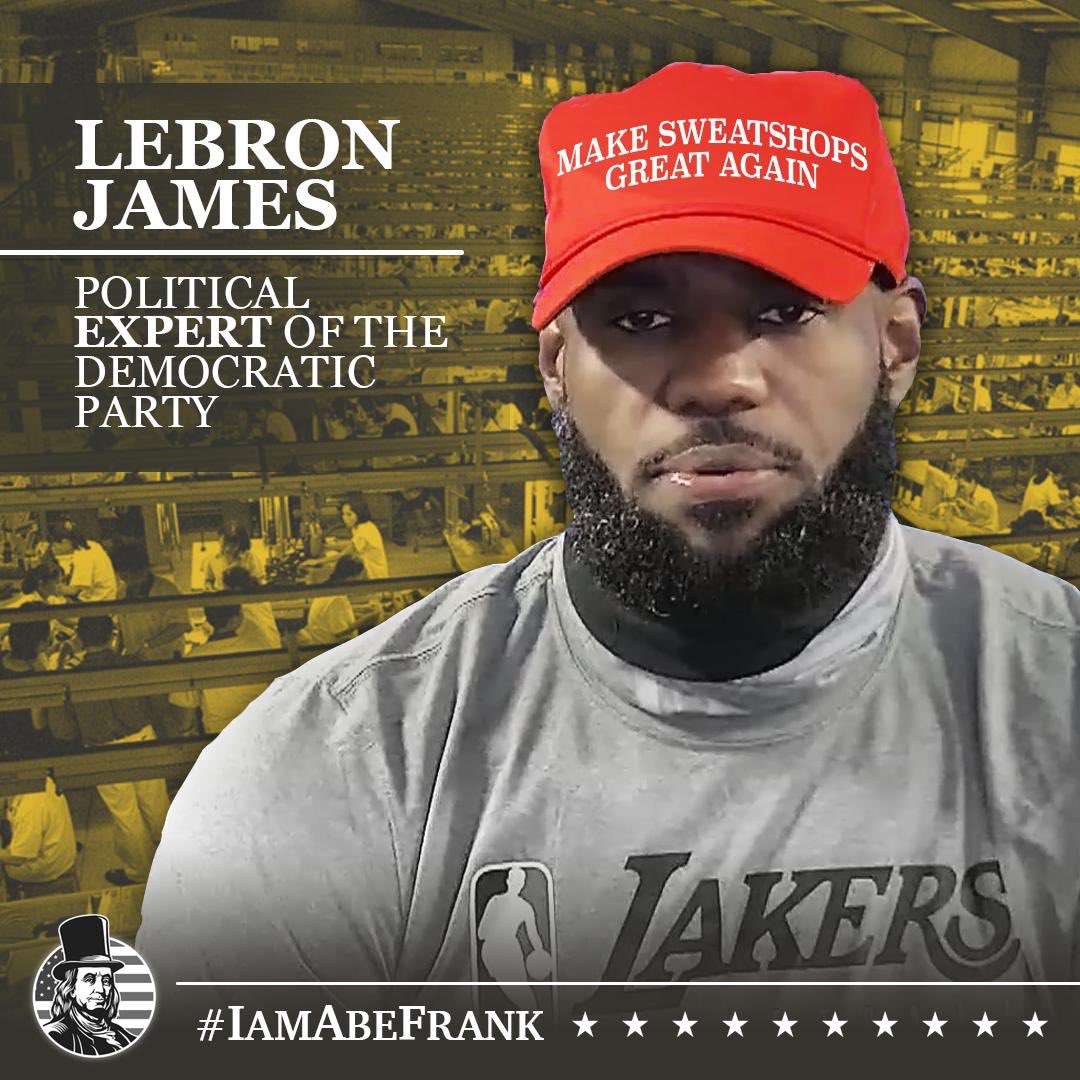 LEBRON
JAMES
POLITICAL
EXPERT OF THE
DEMOCRATIC
PARTY
MAKE SWEATSHOPS
GREAT AGAIN
LAKERS
#IAMABEFRANK